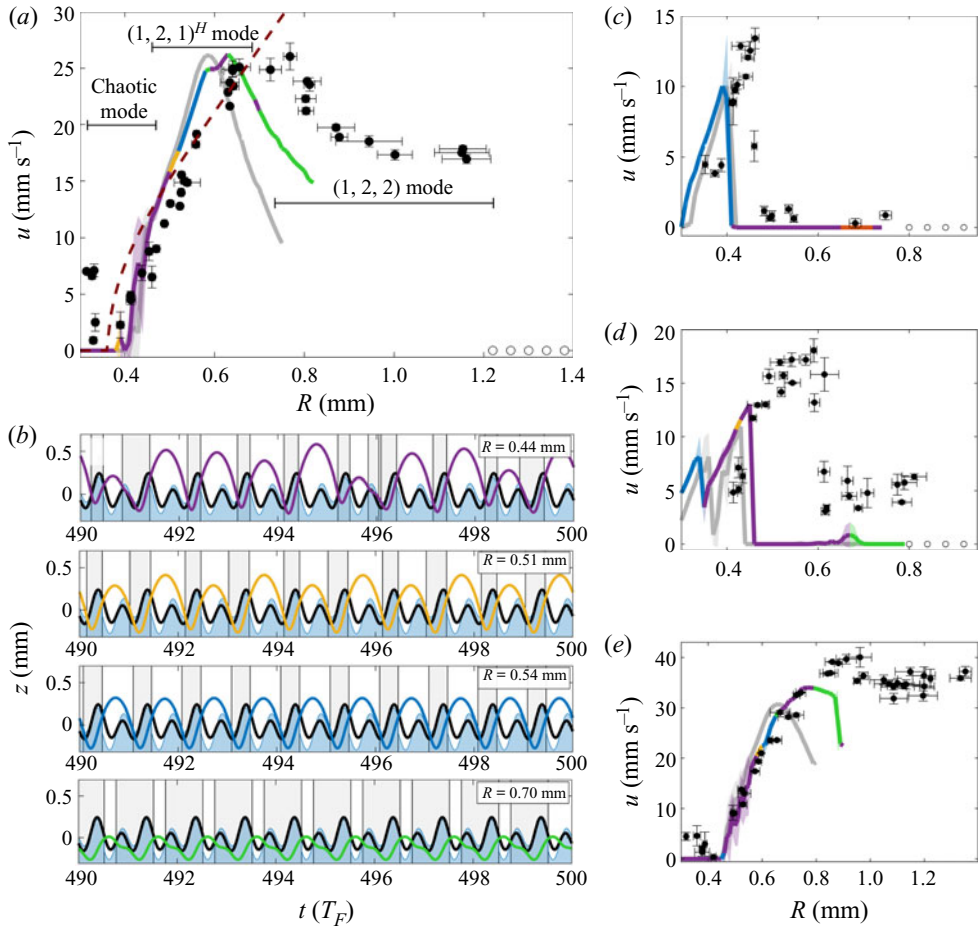 (a)
30
25
20
15
10
5
0
u (mm s⁻¹)
(1, 2, 1)ᴴ mode
Chaotic
mode
(1, 2, 2) mode
0.4 0.6 0.8 1.0 1.2 1.4
R (mm)
(b)
z (mm)
0.5
0
R = 0.44 mm
490 492 494 496 498 500
0.5
0
R = 0.51 mm
490 492 494 496 498 500
0.5
0
R = 0.54 mm
490 492 494 496 498 500
0.5
0
R = 0.70 mm
490 492 494 496 498 500
t (T_F)
(c)
15
10
5
0
u (mm s⁻¹)
0.4 0.6 0.8
(d)
20
15
10
5
0
u (mm s⁻¹)
0.4 0.6 0.8
(e)
40
30
20
10
0
u (mm s⁻¹)
0.4 0.6 0.8 1.0 1.2
R (mm)